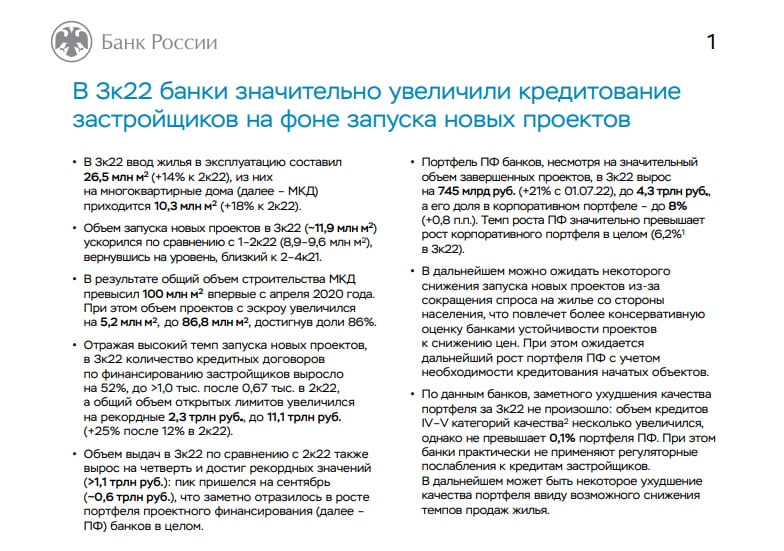 Банк России
1
В 3к22 банки значительно увеличили кредитование
застройщиков на фоне запуска новых проектов
• В 3к22 ввод жилья в эксплуатацию составил
26,5 млн м² (+14% к 2к22), из них
на многоквартирные дома (далее – МКД)
приходится 10,3 млн м² (+18% к 2к22).
• Объем запуска новых проектов в 3к22 (~11,9 млн м²)
ускорился по сравнению с 1–2к22 (8,9–9,6 млн м²),
вернувшись на уровень, близкий к 2–4к21.
• В результате общий объем строительства МКД
превысил 100 млн м² впервые с апреля 2020 года.
При этом объем проектов с эскроу увеличился
на 5,2 млн м², до 86,8 млн м², достигнув доли 86%.
• Отражая высокий темп запуска новых проектов,
в 3к22 количество кредитных договоров
по финансированию застройщиков выросло
на 52%, до >1,0 тыс. после 0,67 тыс. в 2к22,
а общий объем открытых лимитов увеличился
на рекордные 2,3 трлн руб., до 11,1 трлн руб.
(+25% после 12% в 2к22).
• Объем выдач в 3к22 по сравнению с 2к22 также
вырос на четверть и достиг рекордных значений
(>1,1 трлн руб.): пик пришелся на сентябрь
(~0,6 трлн руб.), что заметно отразилось в росте
портфеля проектного финансирования (далее –
ПФ) банков в целом.
• Портфель ПФ банков, несмотря на значительный
объем завершенных проектов, в 3к22 вырос
на 745 млрд руб. (+21% с 01.07.22), до 4,3 трлн руб.,
а его доля в корпоративном портфеле – до 8%
(+0,8 п.п.). Темп роста ПФ значительно превышает
рост корпоративного портфеля в целом (6,2%¹
в 3к22).
• В дальнейшем можно ожидать некоторого
снижения запуска новых проектов из-за
сокращения спроса на жилье со стороны
населения, что повлечет более консервативную
оценку банками устойчивости проектов
к снижению цен. При этом ожидается
дальнейший рост портфеля ПФ с учетом
необходимости кредитования начатых объектов.
• По данным банков, заметного ухудшения качества
портфеля за 3к22 не произошло: объем кредитов
IV–V категорий качества² несколько увеличился,
однако не превышает 0,1% портфеля ПФ. При этом
банки практически не применяют регуляторные
послабления к кредитам застройщиков.
В дальнейшем может быть некоторое ухудшение
качества портфеля ввиду возможного снижения
темпов продаж жилья.